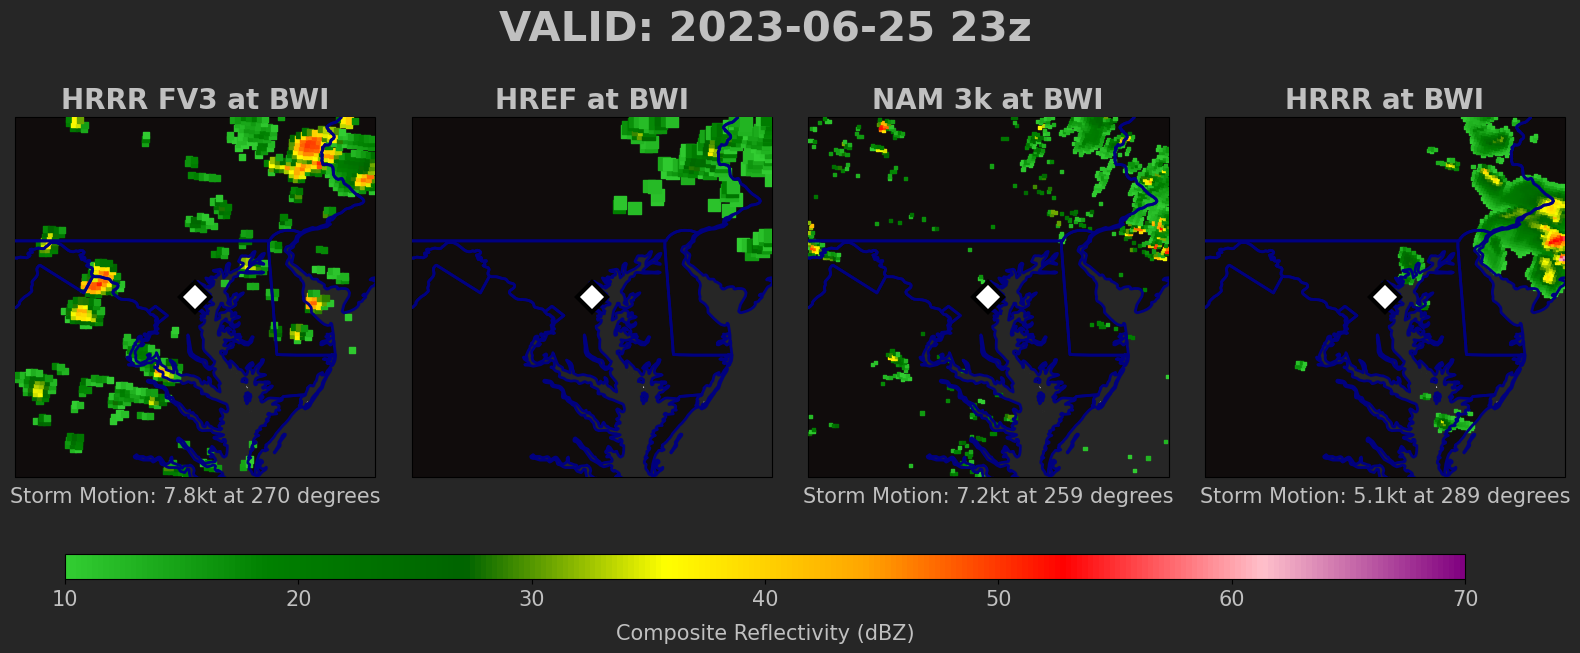 VALID: 2023-06-25 23z
HRRR FV3 at BWI
HREF at BWI
NAM 3k at BWI
HRRR at BWI
Storm Motion: 7.8kt at 270 degrees
Storm Motion: 7.2kt at 259 degrees
Storm Motion: 5.1kt at 289 degrees
10 20 30 40 50 60 70
Composite Reflectivity (dBZ)